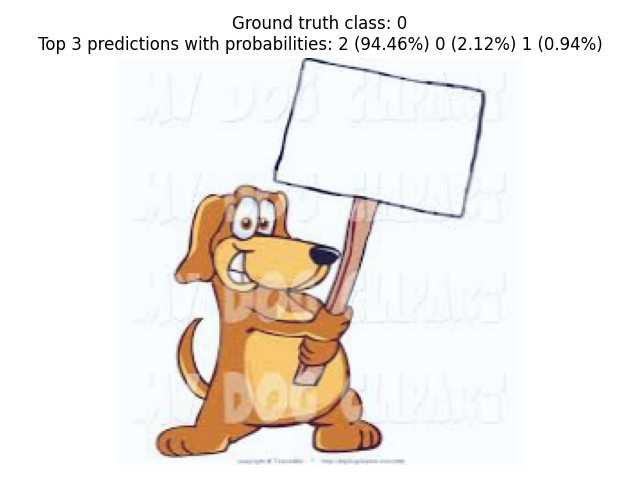 Ground truth class: 0
Top 3 predictions with probabilities: 2 (94.46%) 0 (2.12%) 1 (0.94%)
MY DOG CLIPART
MY DOG CLIPART
MY DOG CLIPART
MY DOG CLIPART